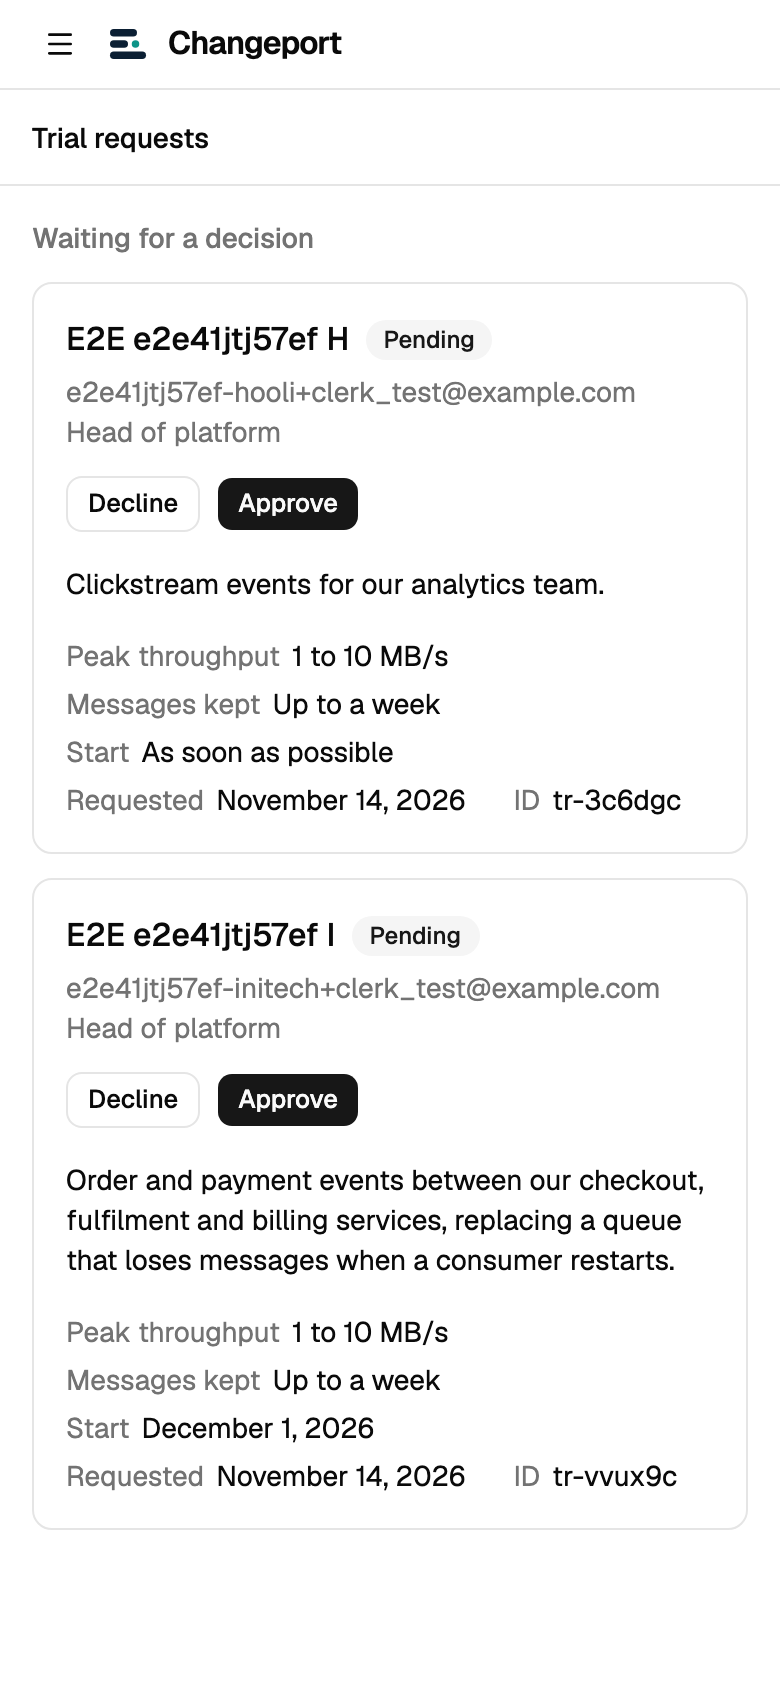 Changeport
Trial requests
Waiting for a decision
E2E e2e41jtj57ef H Pending
e2e41jtj57ef-hooli+clerk_test@example.com
Head of platform
Decline Approve
Clickstream events for our analytics team.
Peak throughput 1 to 10 MB/s
Messages kept Up to a week
Start As soon as possible
Requested November 14, 2026 ID tr-3c6dgc
E2E e2e41jtj57ef I Pending
e2e41jtj57ef-initech+clerk_test@example.com
Head of platform
Decline Approve
Order and payment events between our checkout,
fulfilment and billing services, replacing a queue
that loses messages when a consumer restarts.
Peak throughput 1 to 10 MB/s
Messages kept Up to a week
Start December 1, 2026
Requested November 14, 2026 ID tr-vvux9c